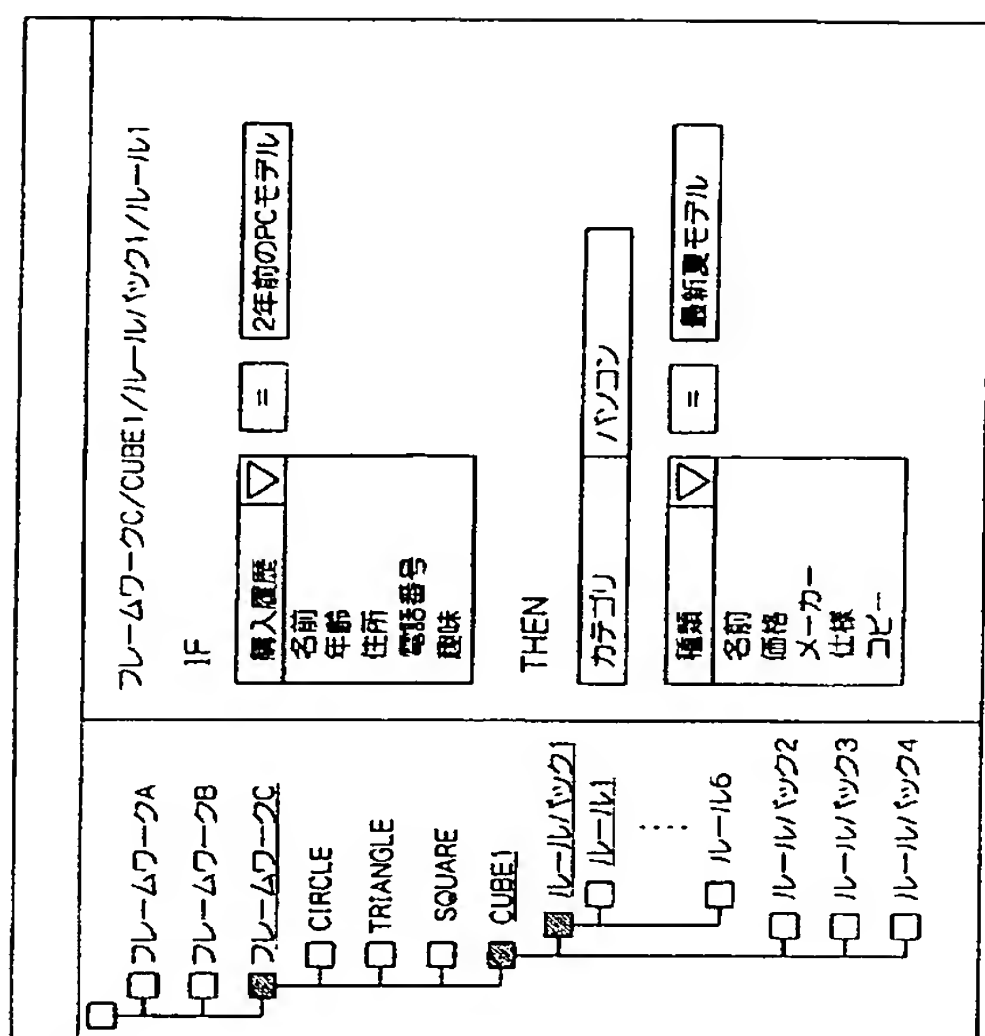 フレームワークA
フレームワークB
フレームワークC
CIRCLE
TRIANGLE
SQUARE
CUBE1
ルールパック1
ルール1
……
ルール6
ルールパック2
ルールパック3
ルールパック4
フレームワークC/CUBE1/ルールパック1/ルール1
IF
購入履歴 ▽ = 2年前のPCモデル
名前
年齢
住所
電話番号
趣味
THEN
カテゴリ パソコン
種類 ▽ = 最新夏モデル
名前
価格
メーカー
仕様
コピー